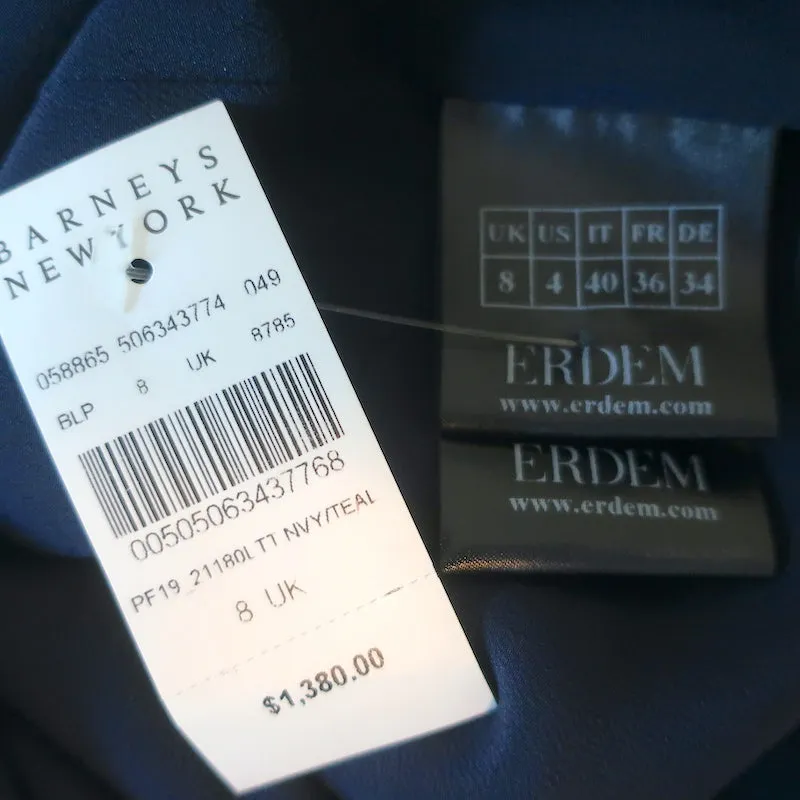 BARNEYS
NEW YORK
058865 506343774 049
BLP 8 UK 8785
00505063437768
PF19_21180LTT NVY/TEAL
8 UK
$1,380.00
UK US IT FR DE
8 4 40 36 34
ERDEM
www.erdem.com
ERDEM
www.erdem.com